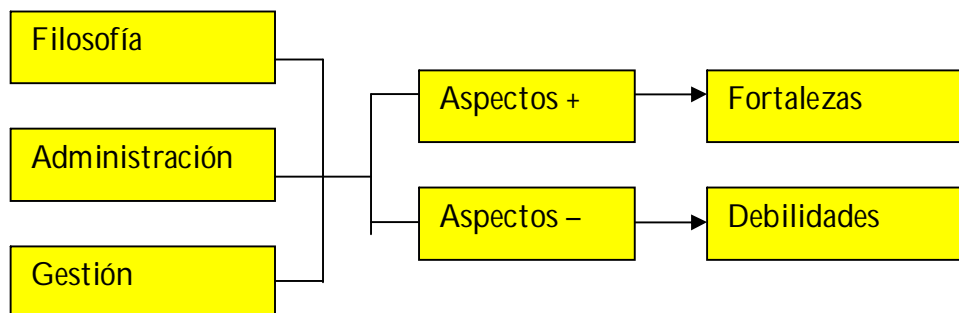 Filosofía
Administración
Gestión
Aspectos +
Aspectos –
Fortalezas
Debilidades